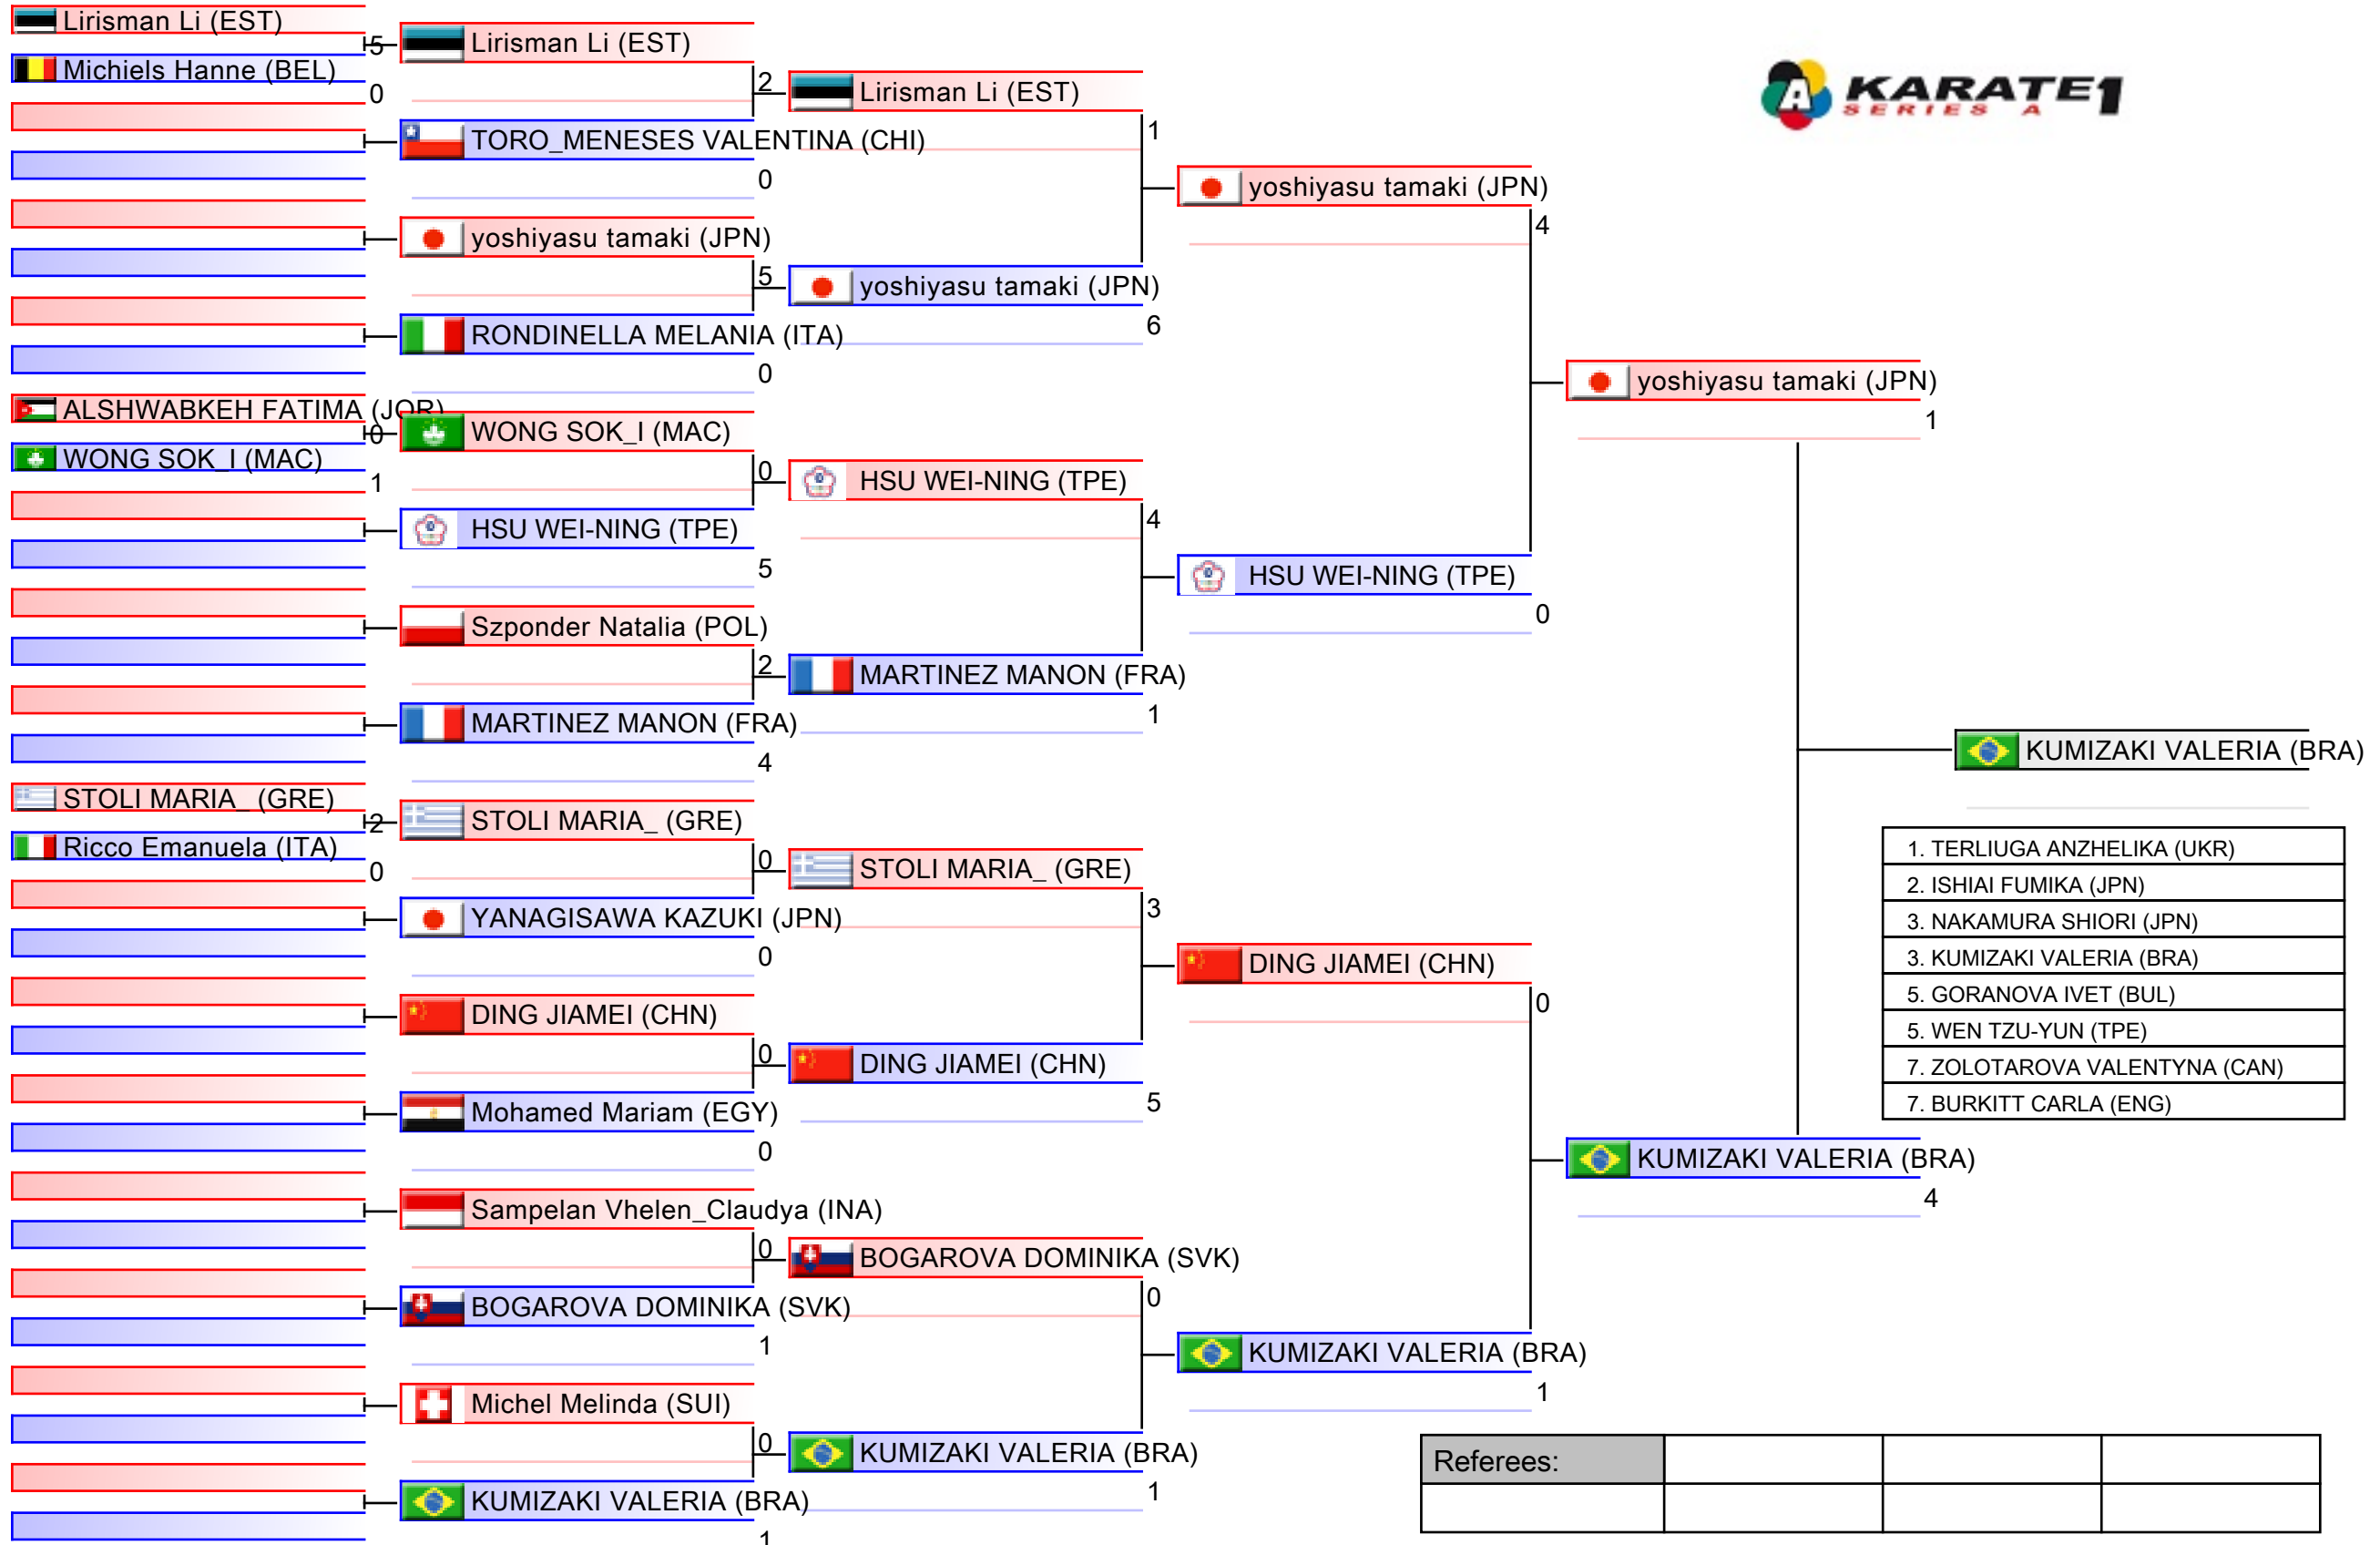 Lirisman Li (EST)
5
Michiels Hanne (BEL)
0
ALSHWABKEH FATIMA (JOR)
0
WONG SOK_I (MAC)
1
STOLI MARIA_ (GRE)
2
Ricco Emanuela (ITA)
0
Lirisman Li (EST)
2
TORO_MENESES VALENTINA (CHI)
0
yoshiyasu tamaki (JPN)
5
RONDINELLA MELANIA (ITA)
0
WONG SOK_I (MAC)
0
HSU WEI-NING (TPE)
5
Szponder Natalia (POL)
2
MARTINEZ MANON (FRA)
4
STOLI MARIA_ (GRE)
0
YANAGISAWA KAZUKI (JPN)
0
DING JIAMEI (CHN)
0
Mohamed Mariam (EGY)
0
Sampelan Vhelen_Claudya (INA)
0
BOGAROVA DOMINIKA (SVK)
1
Michel Melinda (SUI)
0
KUMIZAKI VALERIA (BRA)
1
Lirisman Li (EST)
1
yoshiyasu tamaki (JPN)
6
HSU WEI-NING (TPE)
4
MARTINEZ MANON (FRA)
1
STOLI MARIA_ (GRE)
3
DING JIAMEI (CHN)
5
BOGAROVA DOMINIKA (SVK)
0
KUMIZAKI VALERIA (BRA)
1
yoshiyasu tamaki (JPN)
4
HSU WEI-NING (TPE)
0
DING JIAMEI (CHN)
0
KUMIZAKI VALERIA (BRA)
1
yoshiyasu tamaki (JPN)
1
KUMIZAKI VALERIA (BRA)
4
A
KARATE1
SERIES A
KUMIZAKI VALERIA (BRA)
1. TERLIUGA ANZHELIKA (UKR)
2. ISHIAI FUMIKA (JPN)
3. NAKAMURA SHIORI (JPN)
3. KUMIZAKI VALERIA (BRA)
5. GORANOVA IVET (BUL)
5. WEN TZU-YUN (TPE)
7. ZOLOTAROVA VALENTYNA (CAN)
7. BURKITT CARLA (ENG)
Referees: